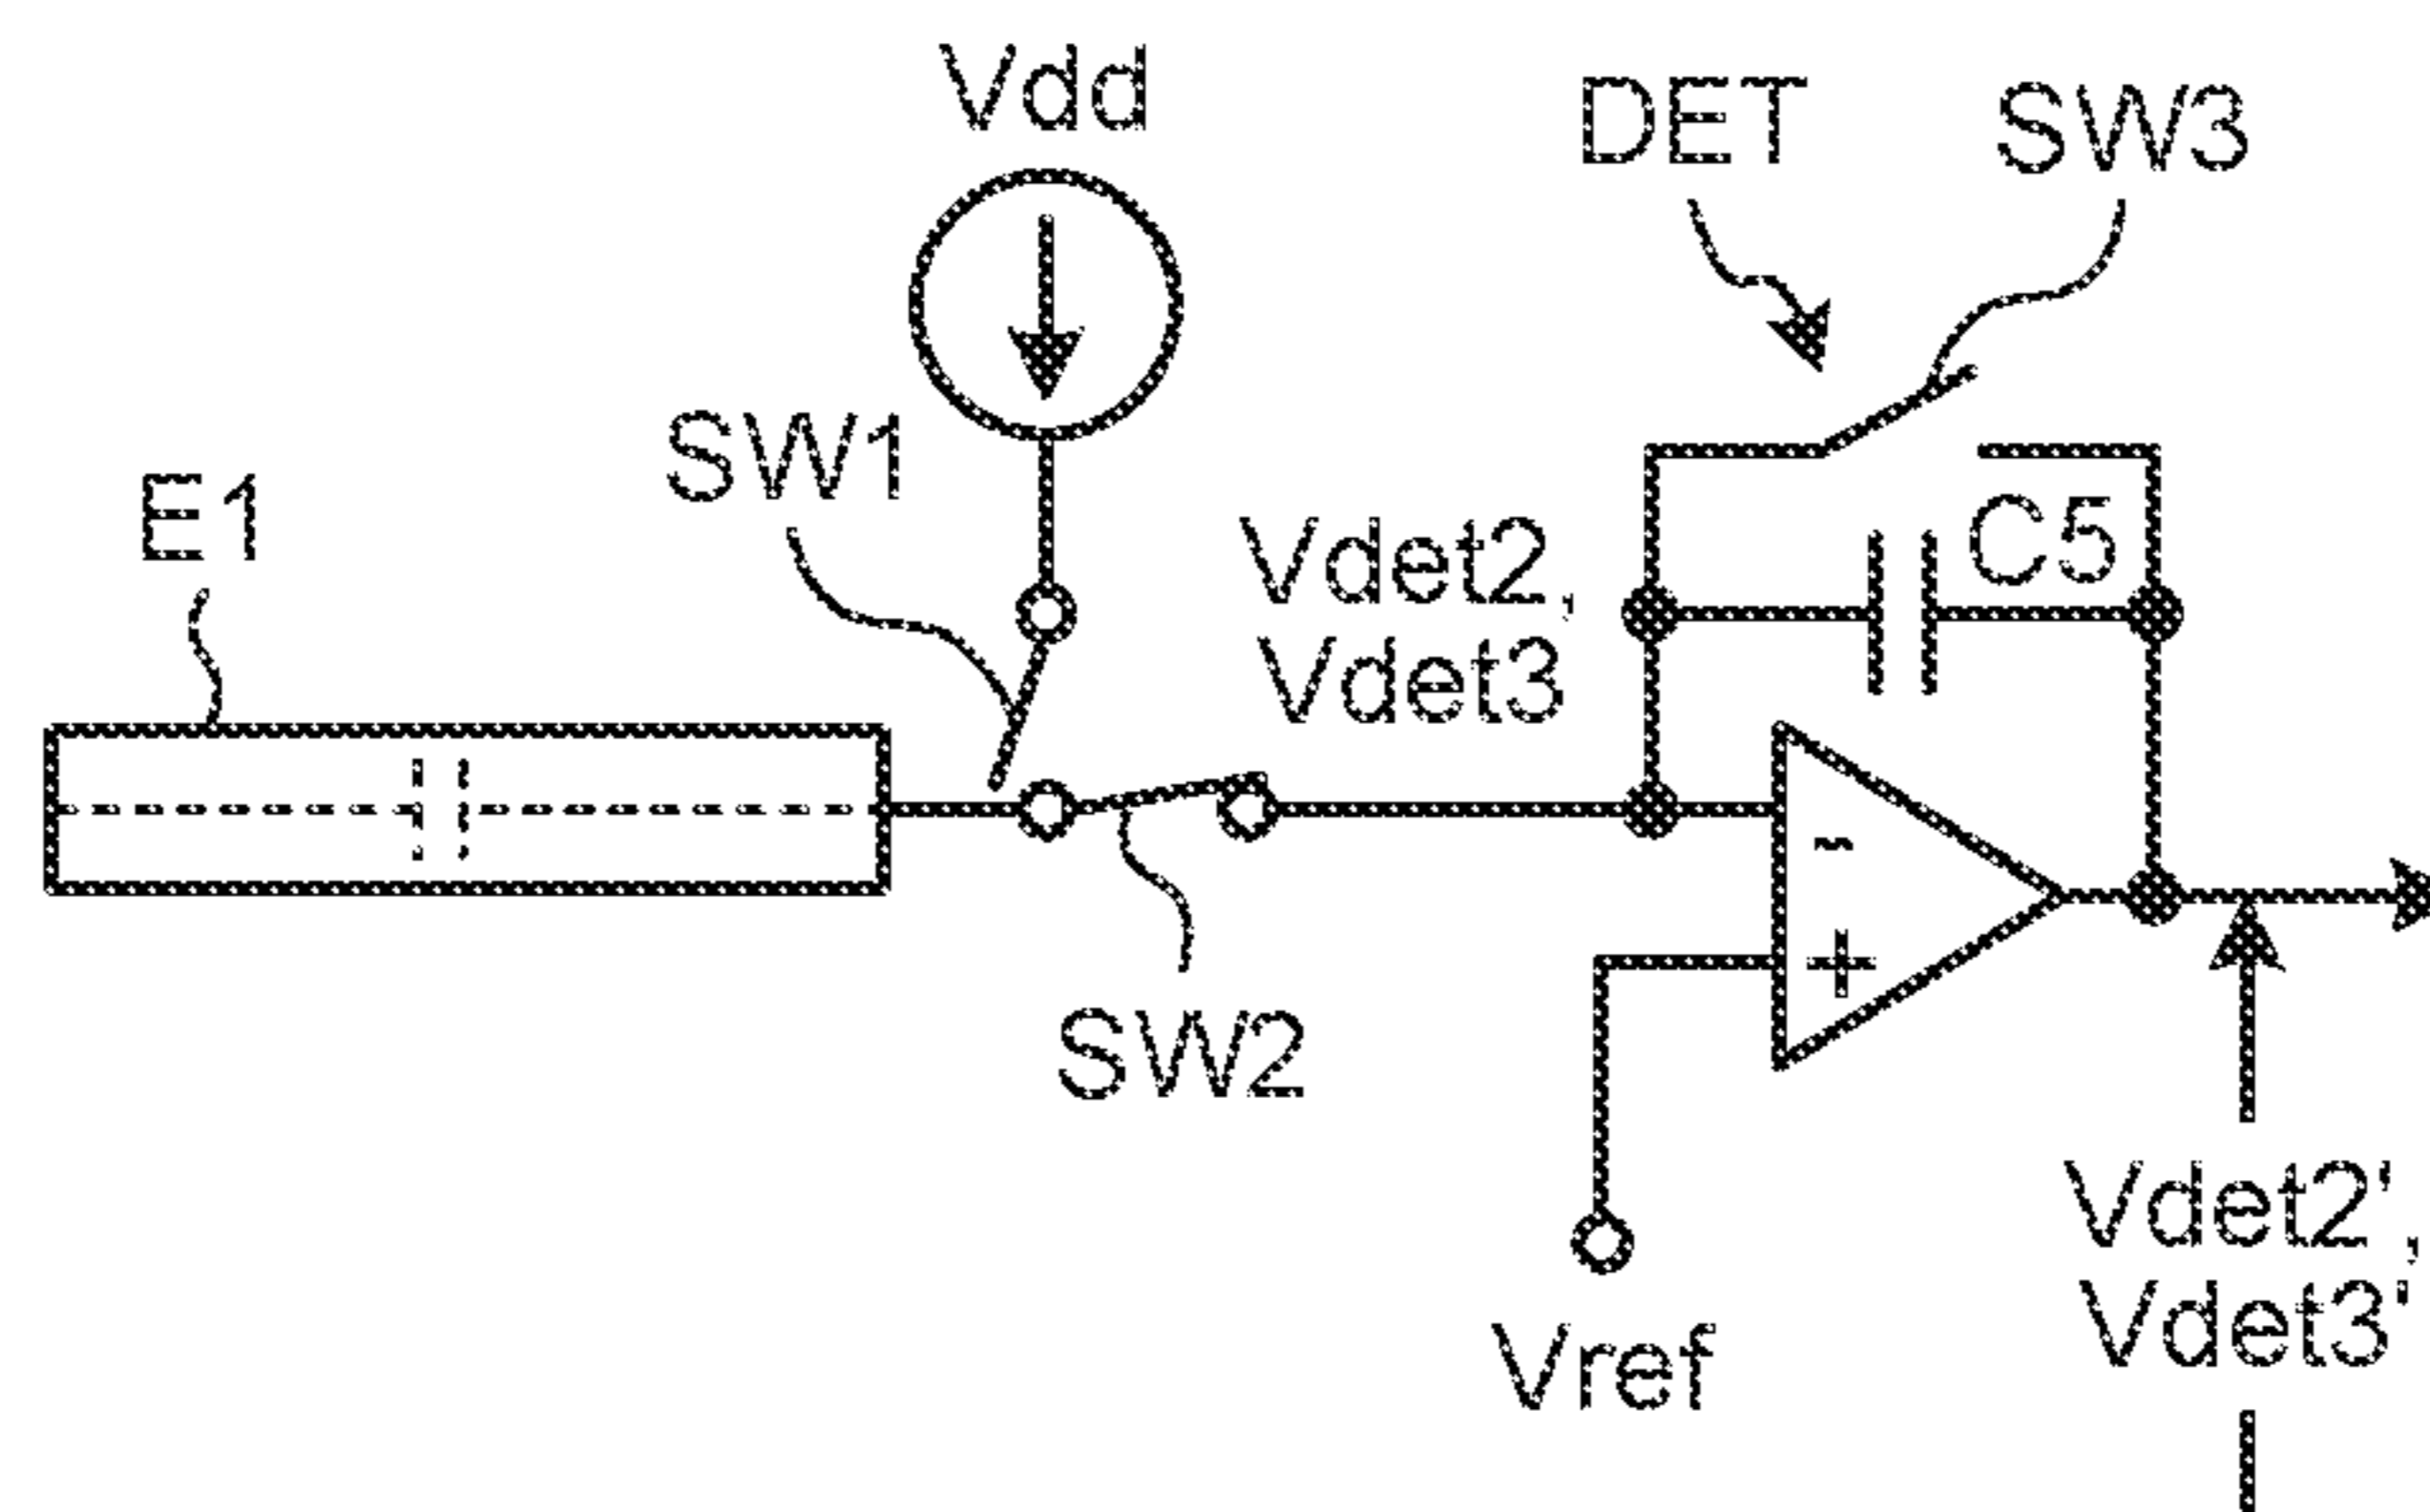 Vdd
DET
SW3
SW1
E1
Vdet2,
Vdet3
C5
-
+
SW2
Vref
Vdet2',
Vdet3'